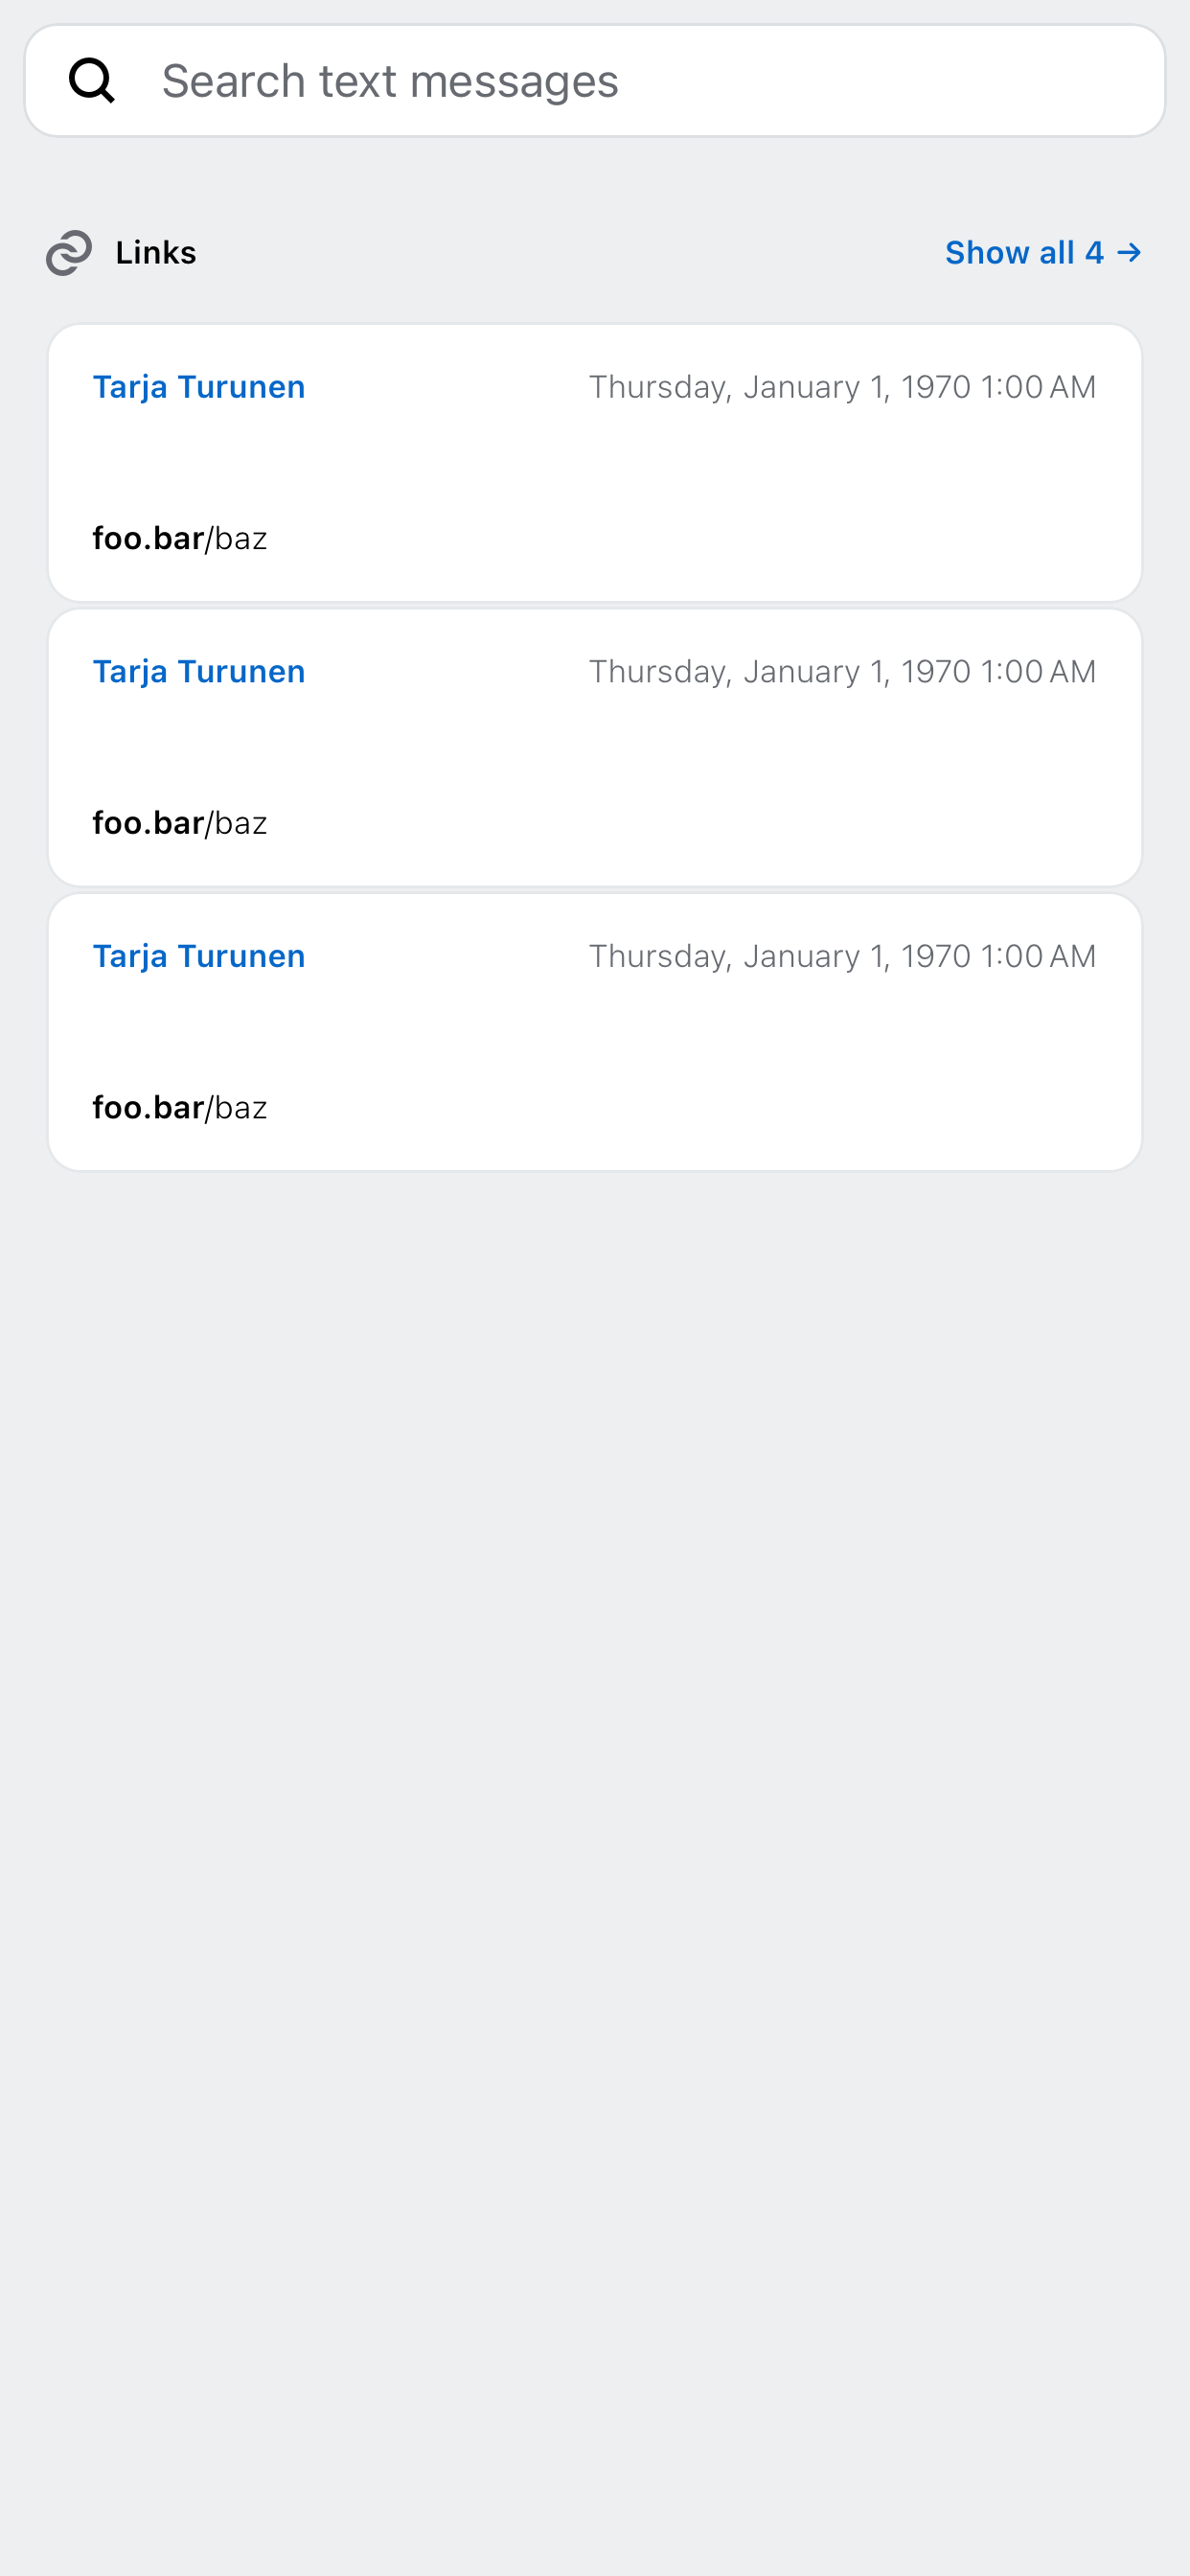 Search text messages
Links
Show all 4 →
Tarja Turunen
Thursday, January 1, 1970 1:00 AM
foo.bar/baz
Tarja Turunen
Thursday, January 1, 1970 1:00 AM
foo.bar/baz
Tarja Turunen
Thursday, January 1, 1970 1:00 AM
foo.bar/baz